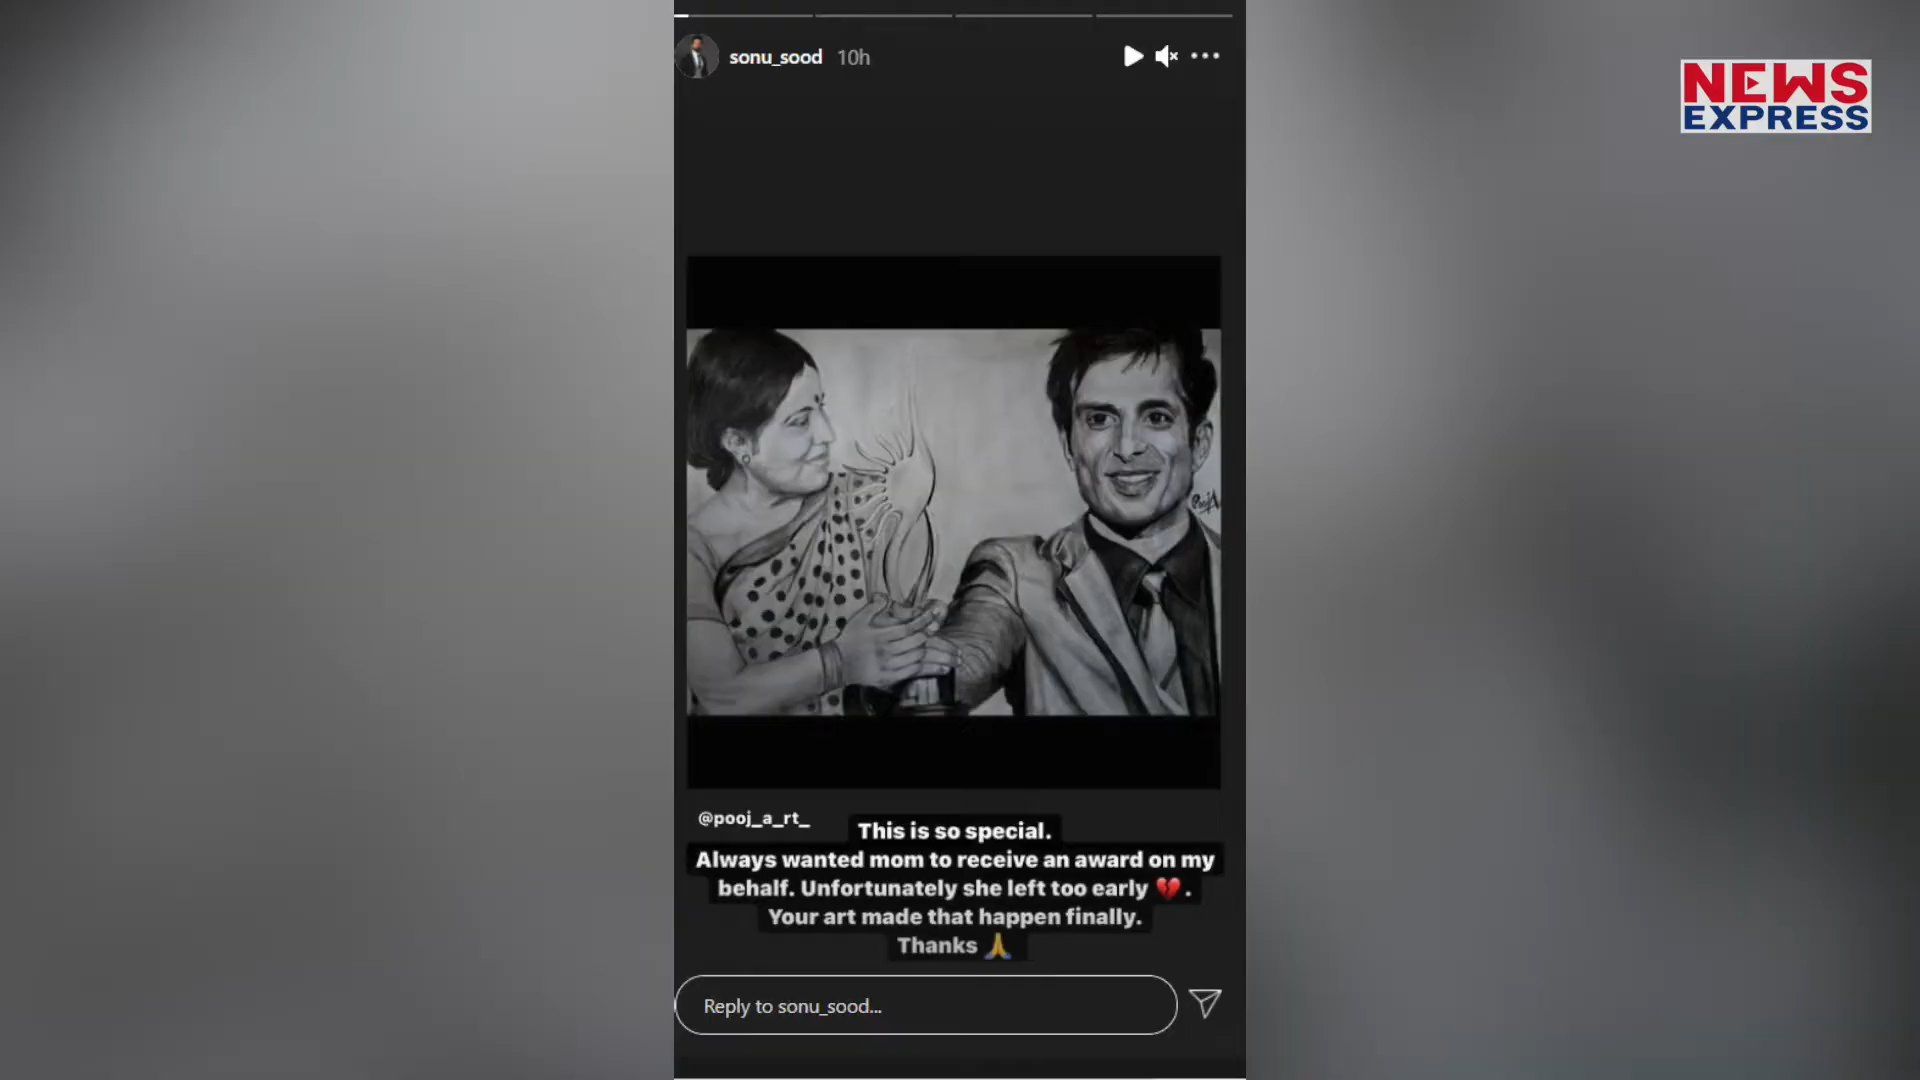 sonu_sood 10h
NEWS
EXPRESS
PoojA
@pooj_a_rt_
This is so special.
Always wanted mom to receive an award on my
behalf. Unfortunately she left too early 💔.
Your art made that happen finally.
Thanks 🙏
Reply to sonu_sood...